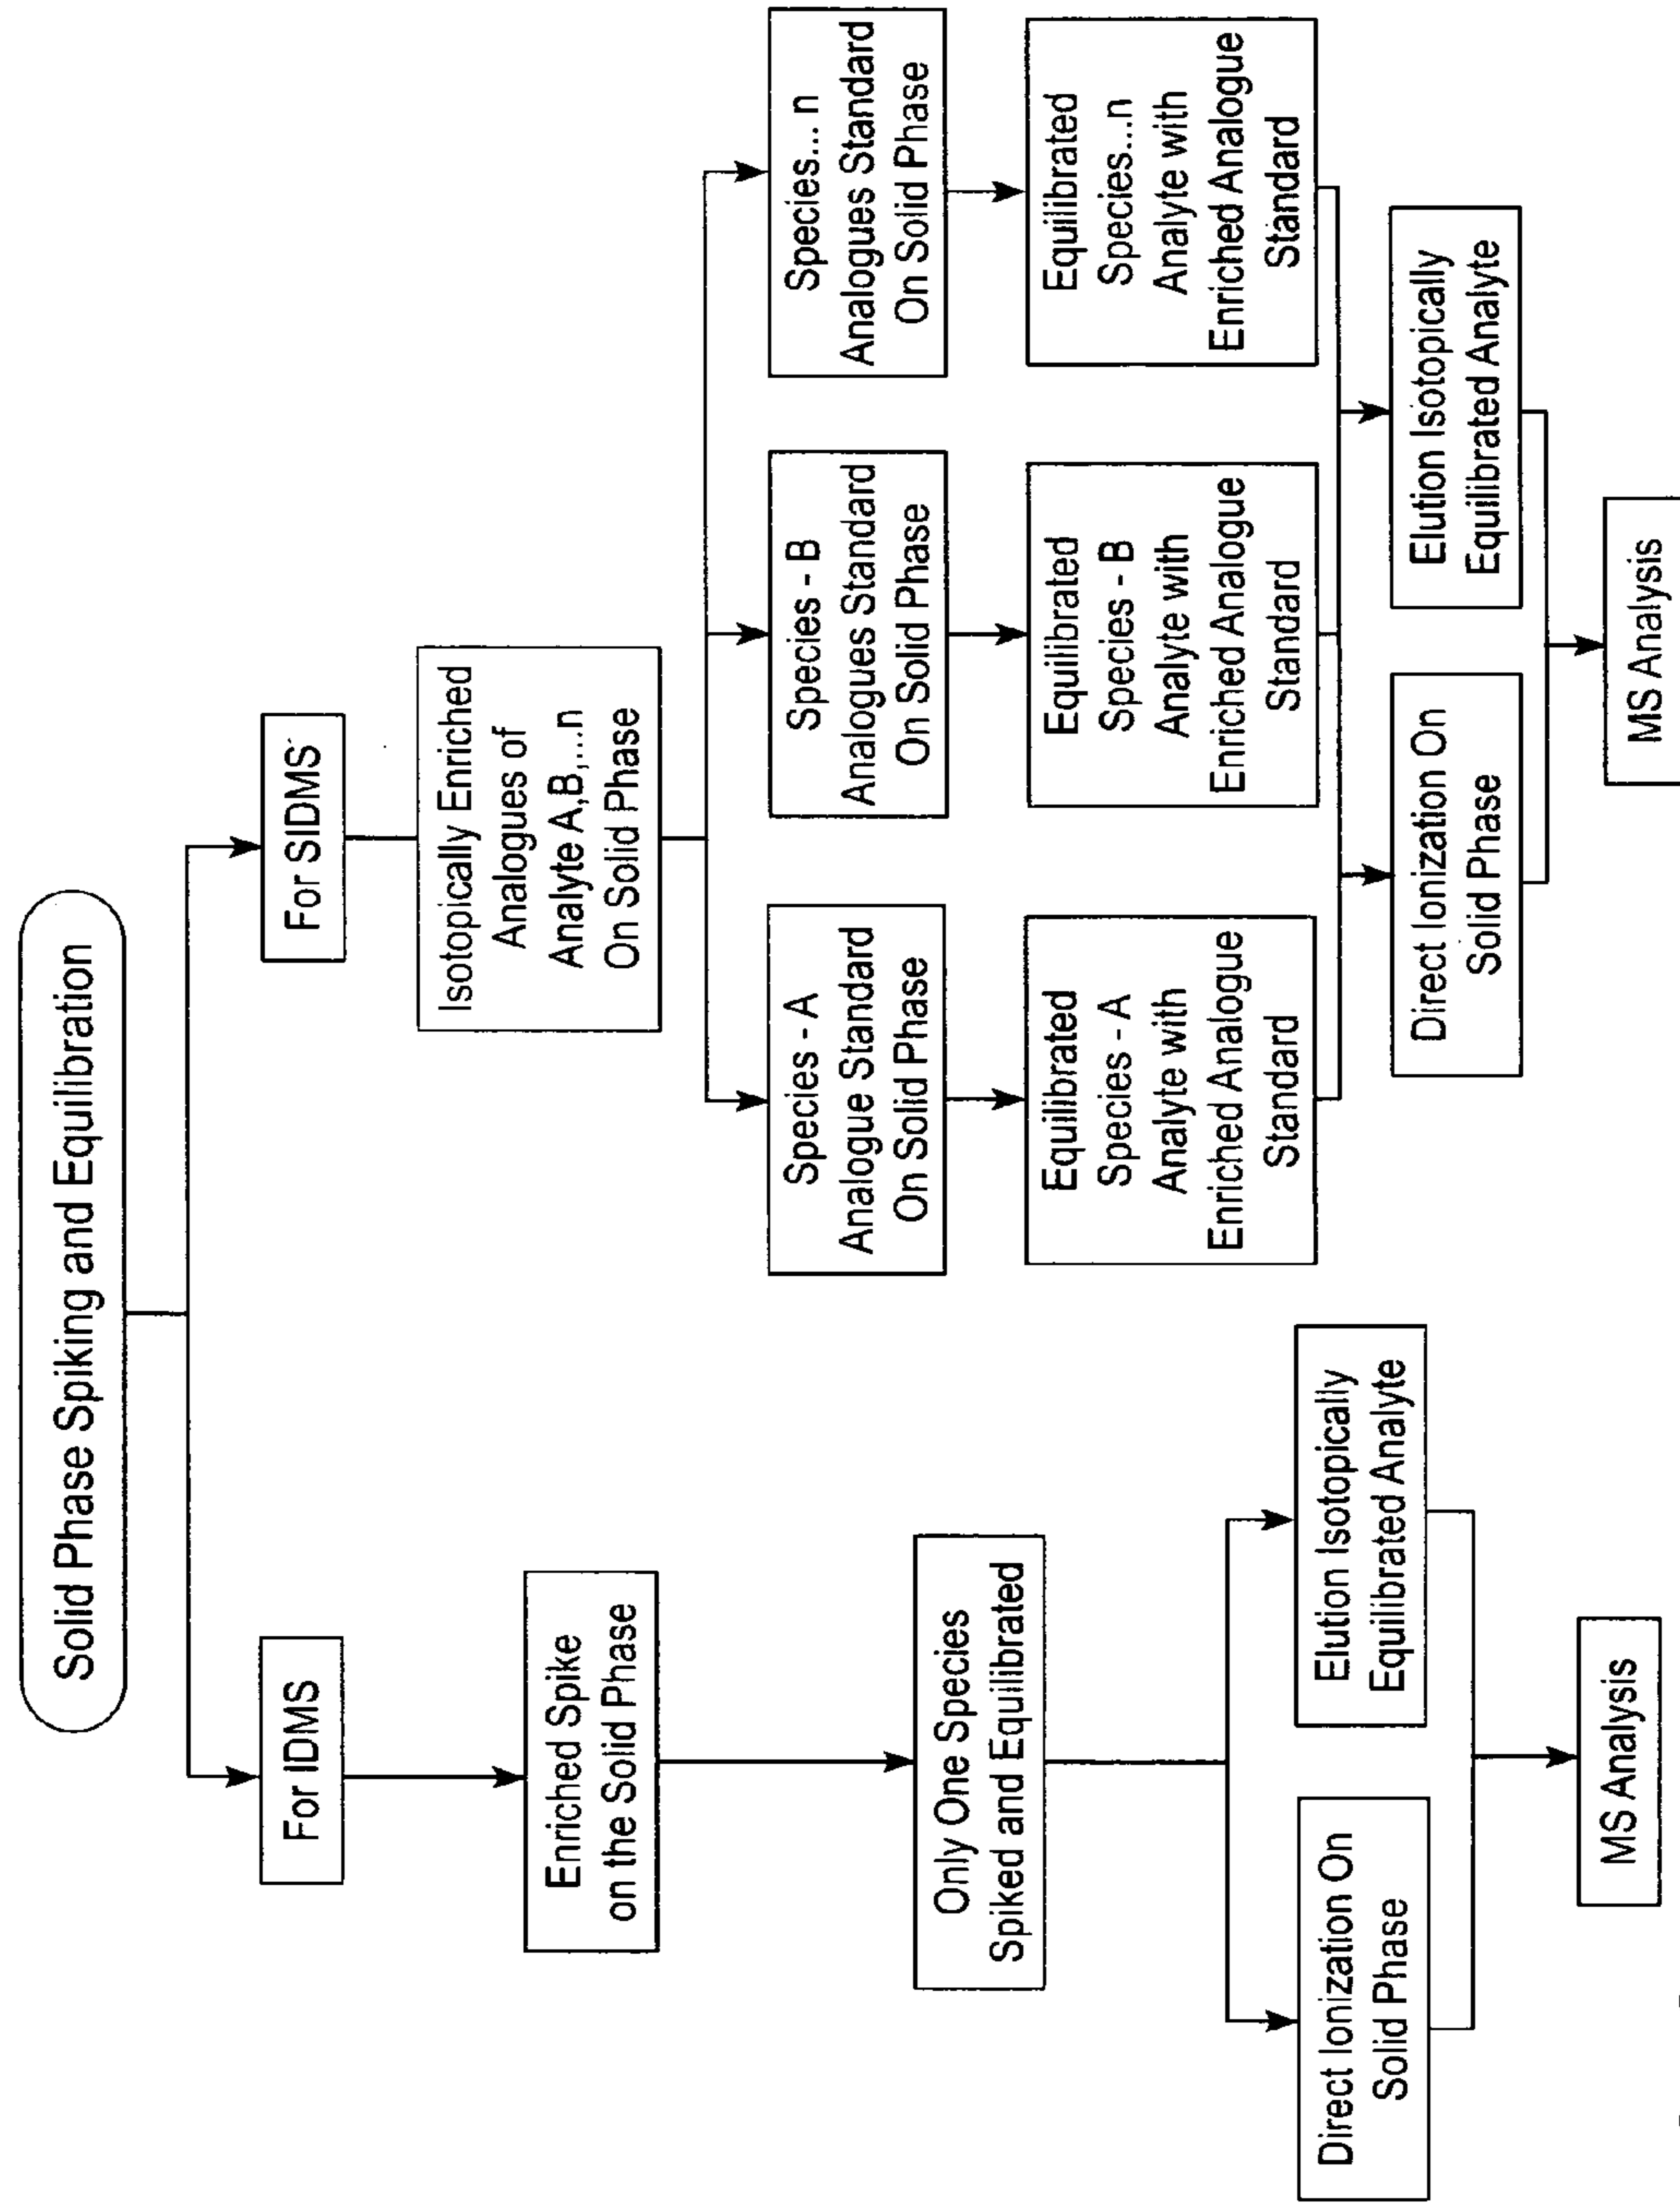 Solid Phase Spiking and Equilibration
For IDMS
Enriched Spike
on the Solid Phase
Only One Species
Spiked and Equilibrated
Direct Ionization On
Solid Phase
Elution Isotopically
Equilibrated Analyte
MS Analysis
For SIDMS
Isotopically Enriched
Analogues of
Analyte A,B,...n
On Solid Phase
Species - A
Analogue Standard
On Solid Phase
Species - B
Analogues Standard
On Solid Phase
Species... n
Analogues Standard
On Solid Phase
Equilibrated
Species - A
Analyte with
Enriched Analogue
Standard
Equilibrated
Species - B
Analyte with
Enriched Analogue
Standard
Equilibrated
Species...n
Analyte with
Enriched Analogue
Standard
Direct Ionization On
Solid Phase
Elution Isotopically
Equilibrated Analyte
MS Analysis